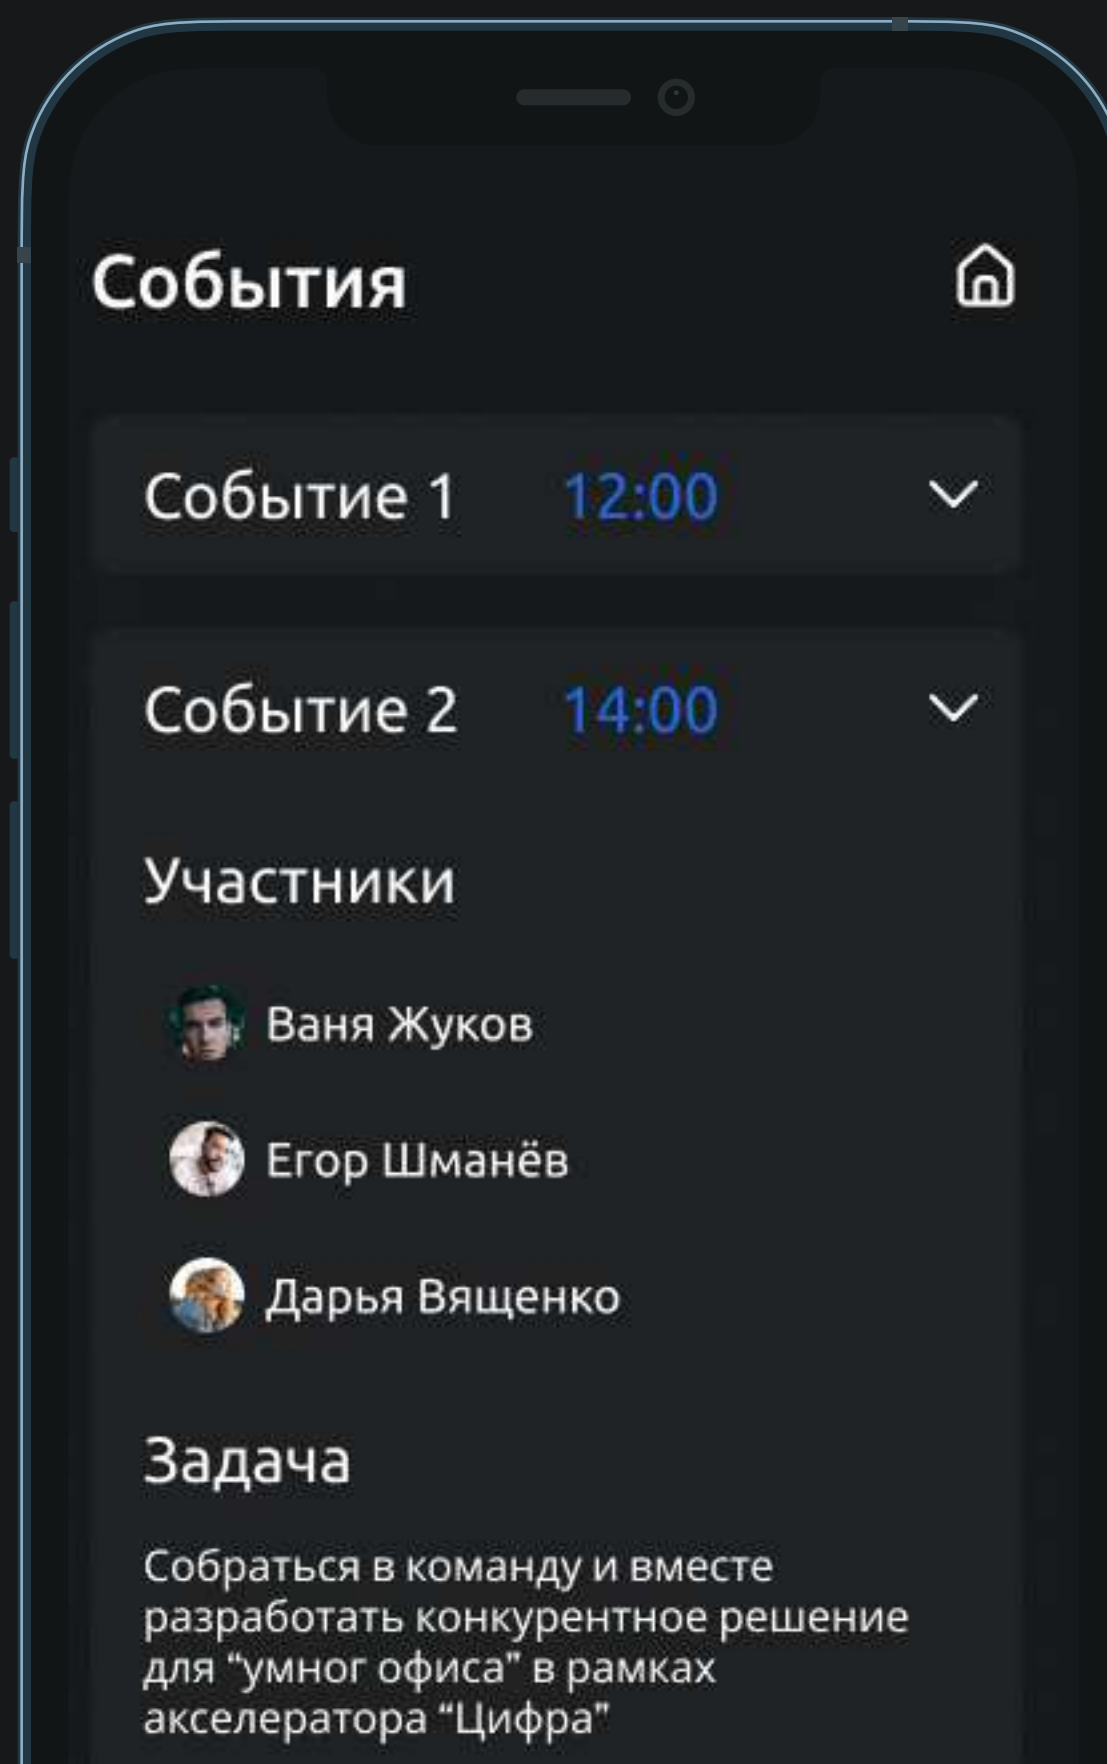 События
Событие 1 12:00
Событие 2 14:00
Участники
Ваня Жуков
Егор Шманёв
Дарья Вященко
Задача
Собраться в команду и вместе
разработать конкурентное решение
для “умног офиса” в рамках
акселератора “Цифра”